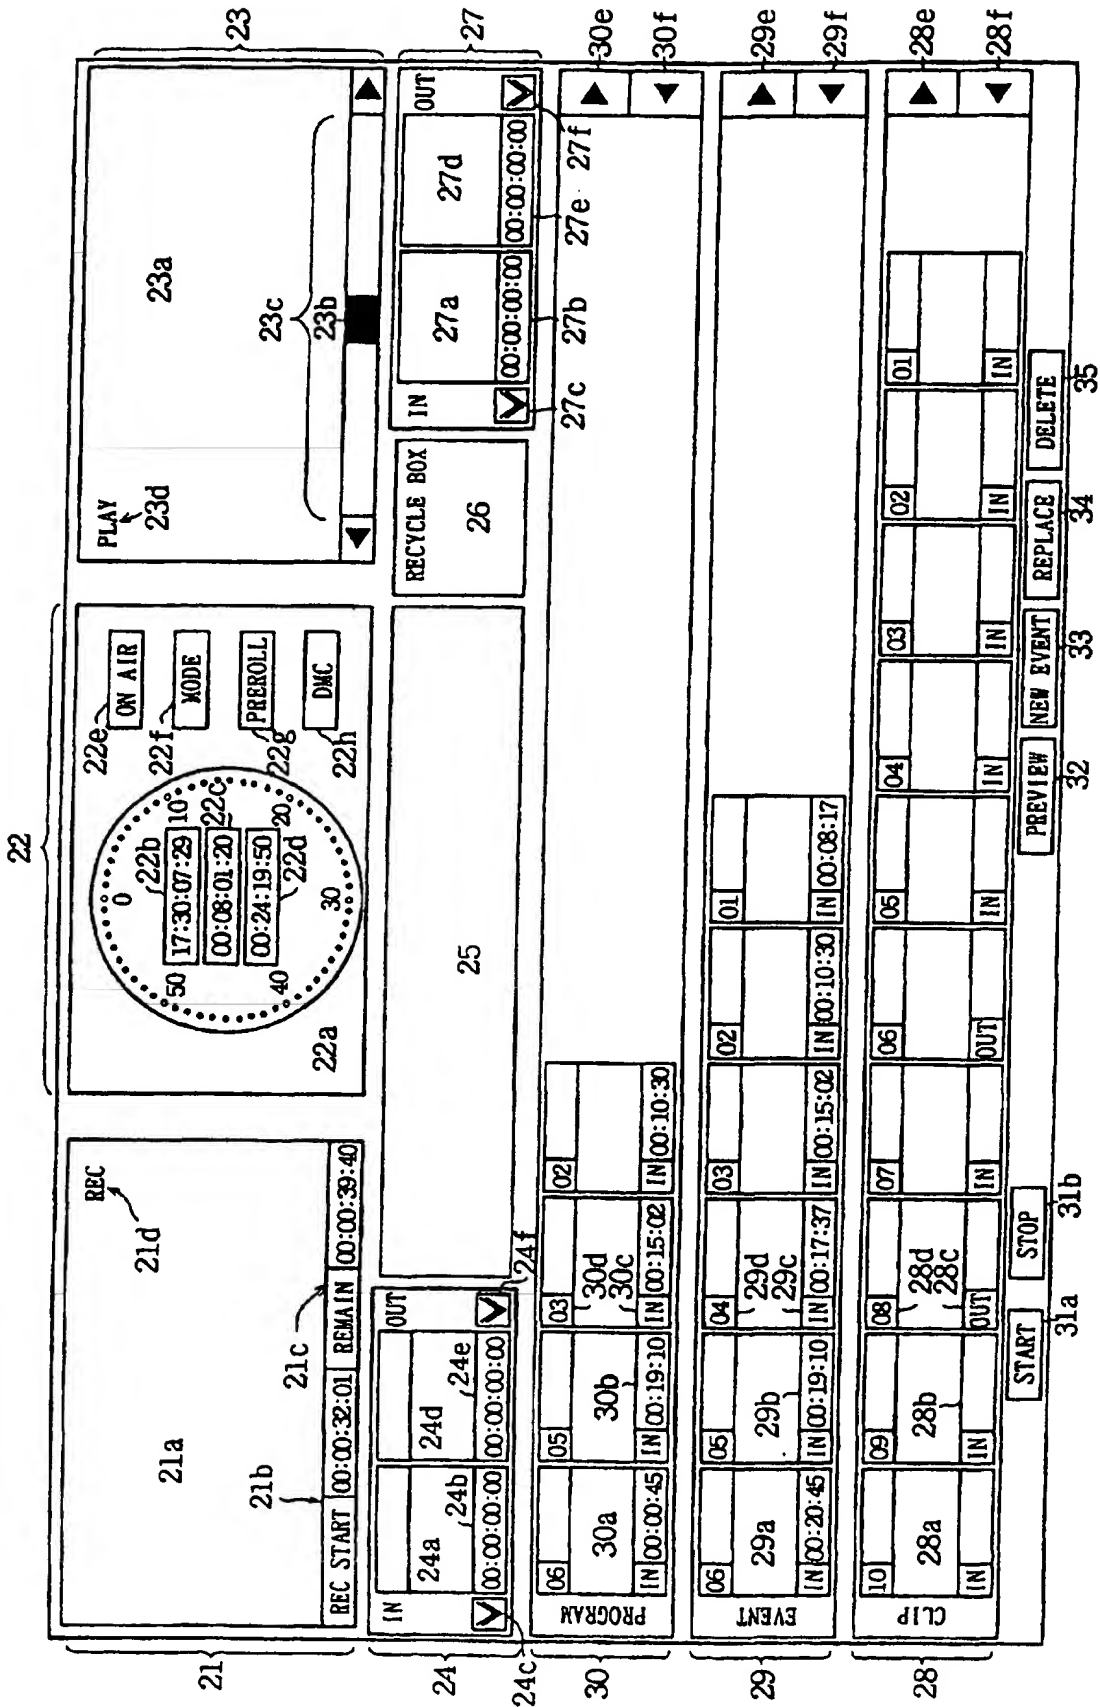 22
21
21a
REC
21d
21b
21c
REC START 00:00:32:01 REMAIN 00:00:39:40
0
10
20
30
40
50
22a
22b
17:30:07:29
22c
00:08:01:20
00:24:19:50
22d
22e
ON AIR
22f
MODE
PREROLL
22g
DMC
22h
PLAY
23d
23a
23c
23b
23
24
IN
24a
24b
00:00:00:00
24c
24d
24e
00:00:00:00
OUT
24f
25
RECYCLE BOX
26
IN
27c
27a
00:00:00:00
27b
27d
00:00:00:00
27e
OUT
27f
27
30
PROGRAM
06 05 03 02
30a 30b 30d
30c
IN 00:00:45 IN 00:19:10 IN 00:15:02 IN 00:10:30
30e
30f
29
EVENT
06 05 04 03 02 01
29a 29b 29d
29c
IN 00:20:45 IN 00:19:10 IN 00:17:37 IN 00:15:02 IN 00:10:30 IN 00:08:17
29e
29f
28
CLIP
10 09 08 07 06 05 04 03 02 01
28a 28b 28d
28c
IN IN OUT IN OUT IN IN IN IN IN
28e
28f
START STOP PREVIEW NEW EVENT REPLACE DELETE
31a 31b 32 33 34 35